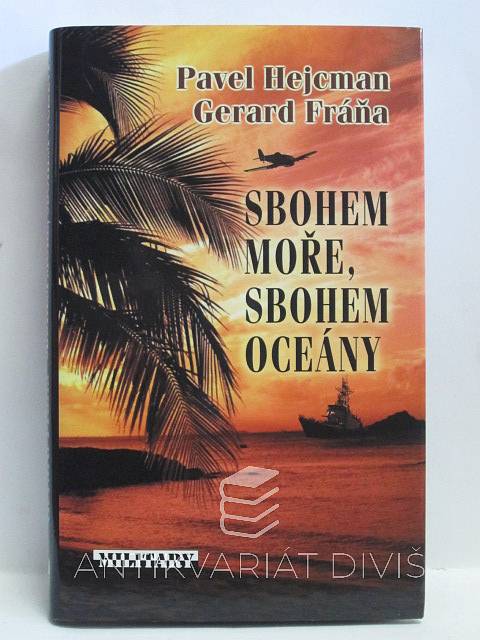 Pavel Hejcman
Gerard Fráňa
SBOHEM
MOŘE,
SBOHEM
OCEÁNY
MILITARY
ANTIKVARIÁT DIVIŠ